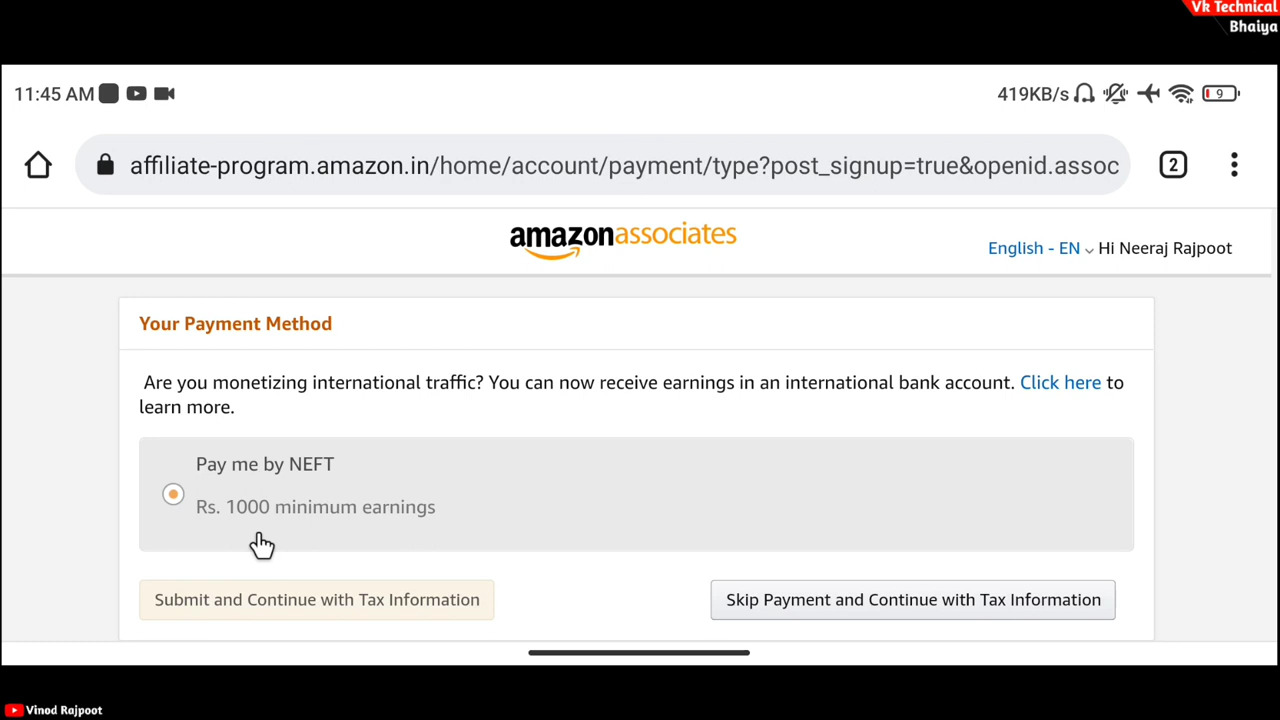 Vk Technical
Bhaiya
11:45 AM
419KB/s
9
affiliate-program.amazon.in/home/account/payment/type?post_signup=true&openid.assoc
2
amazonassociates
English - EN
Hi Neeraj Rajpoot
Your Payment Method
Are you monetizing international traffic? You can now receive earnings in an international bank account. Click here to
learn more.
Pay me by NEFT
Rs. 1000 minimum earnings
Submit and Continue with Tax Information
Skip Payment and Continue with Tax Information
Vinod Rajpoot